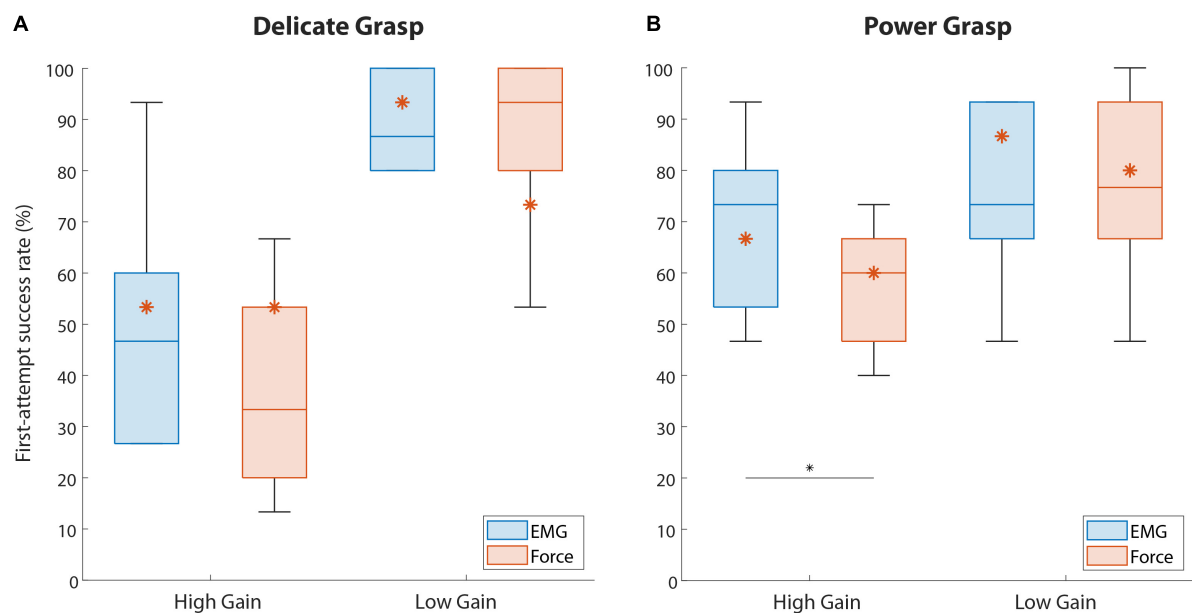 A
Delicate Grasp
First-attempt success rate (%)
100
90
80
70
60
50
40
30
20
10
0
High Gain
Low Gain
EMG
Force
B
Power Grasp
100
90
80
70
60
50
40
30
20
10
0
*
High Gain
Low Gain
EMG
Force